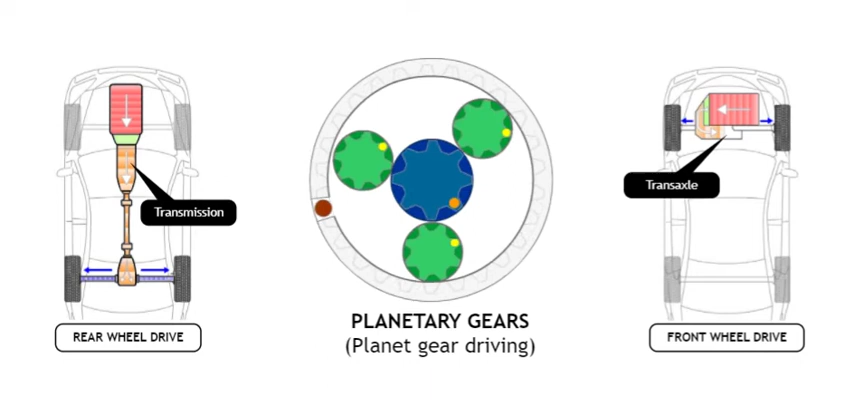 Transmission
REAR WHEEL DRIVE
PLANETARY GEARS
(Planet gear driving)
Transaxle
FRONT WHEEL DRIVE